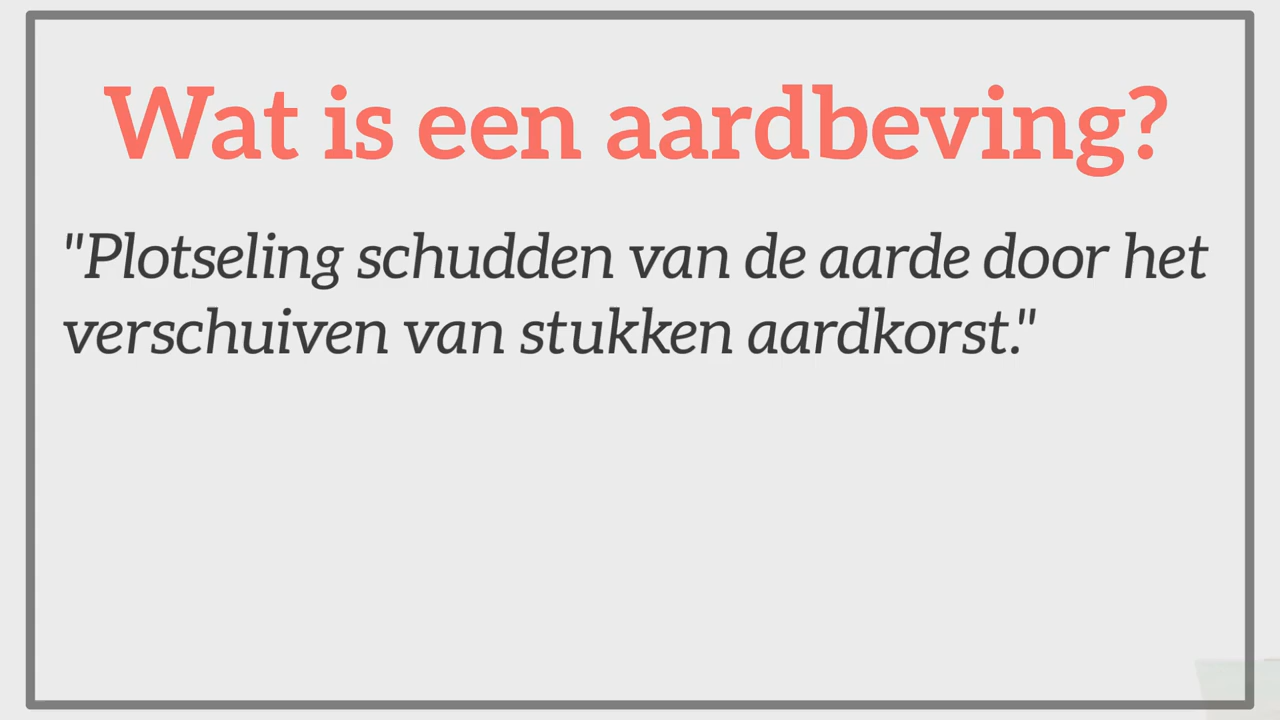 Wat is een aardbeving?
"Plotseling schudden van de aarde door het
verschuiven van stukken aardkorst."